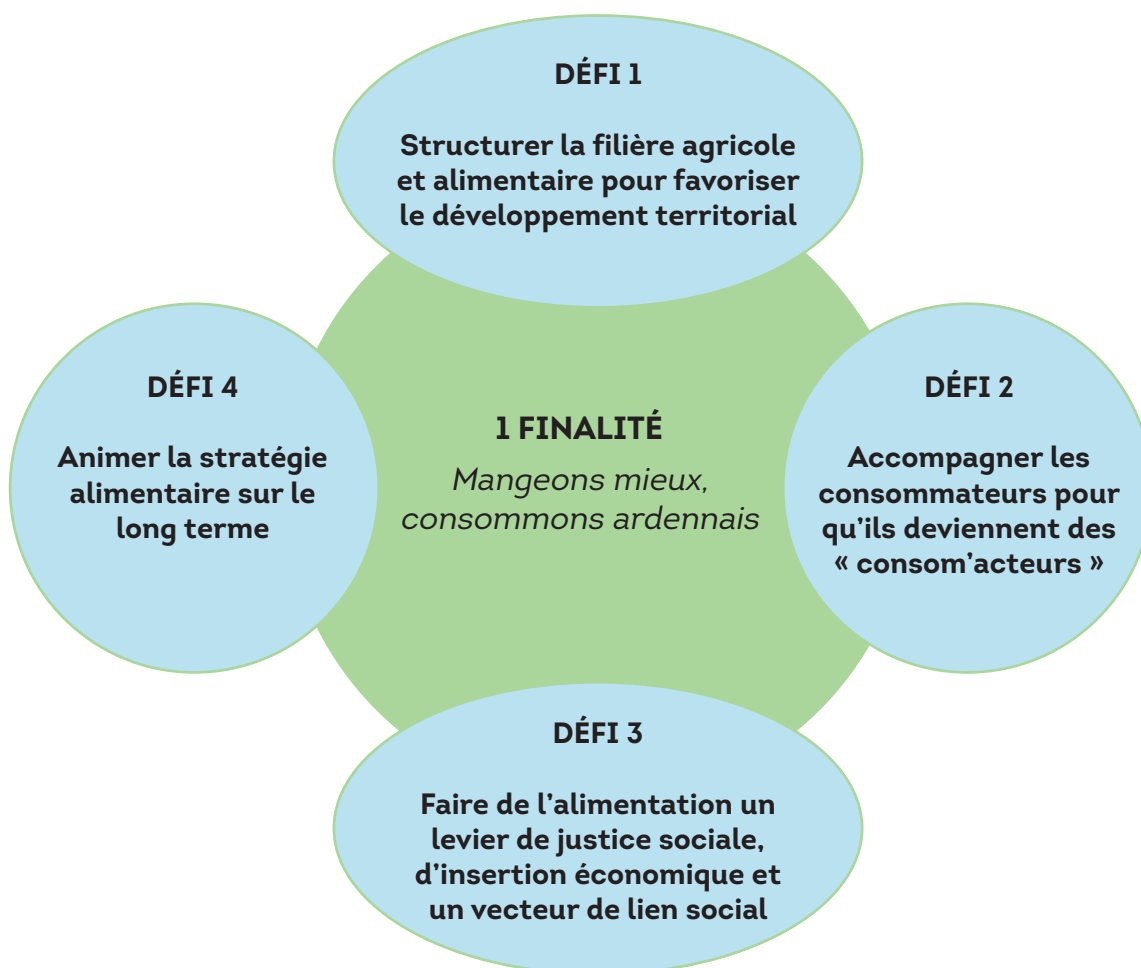 DÉFI 1
Structurer la filière agricole
et alimentaire pour favoriser
le développement territorial
DÉFI 4
Animer la stratégie
alimentaire sur le
long terme
1 FINALITÉ
Mangeons mieux,
consommons ardennais
DÉFI 2
Accompagner les
consommateurs pour
qu’ils deviennent des
« consom’acteurs »
DÉFI 3
Faire de l’alimentation un
levier de justice sociale,
d’insertion économique et
un vecteur de lien social